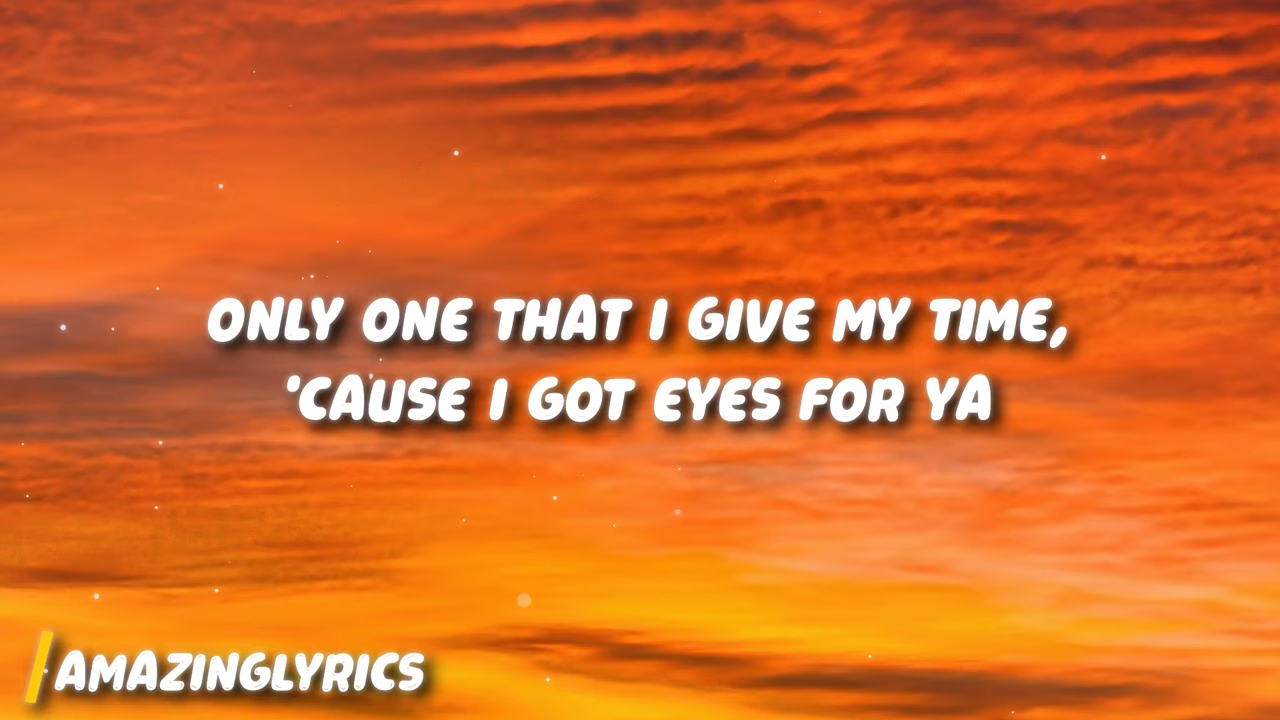 ONLY ONE THAT I GIVE MY TIME,
'CAUSE I GOT EYES FOR YA
AMAZINGLYRICS